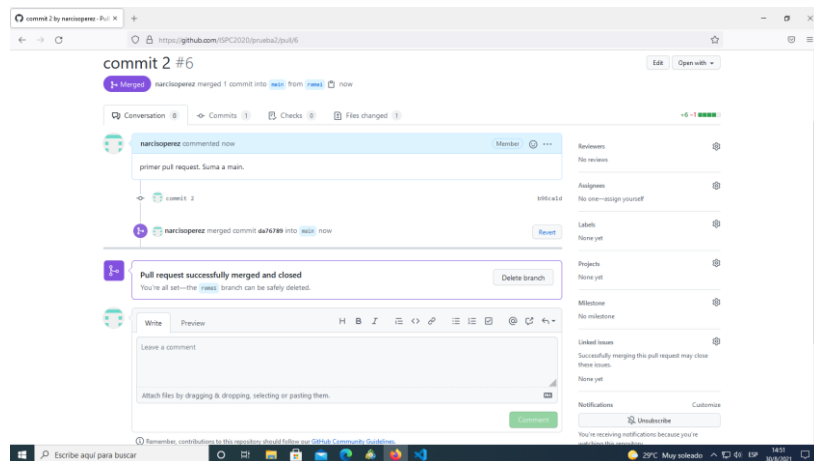 commit 2 by narcisoperez · Pull
https://github.com/ISPC2020/prueba2/pull/6
commit 2 #6
Edit
Open with
Merged
narcisoperez merged 1 commit into main from rama1 now
Conversation 0
Commits 1
Checks 0
Files changed 1
+6 -1
narcisoperez commented now
Member
primer pull request. Suma a main.
commit 2
narcisoperez merged commit da76789 into main now
Revert
Pull request successfully merged and closed
You're all set—the rama1 branch can be safely deleted.
Delete branch
Write
Preview
H B I
Leave a comment
Attach files by dragging & dropping, selecting or pasting them.
Comment
Remember, contributions to this repository should follow our GitHub Community Guidelines.
Reviewers
No reviews
Assignees
No one—assign yourself
Labels
None yet
Projects
None yet
Milestone
No milestone
Linked issues
Successfully merging this pull request may close
these issues.
None yet
Notifications
Customize
Unsubscribe
You're receiving notifications because you're
watching this repository.
Escribe aquí para buscar
29°C Muy soleado
ESP
14:51
30/8/2021